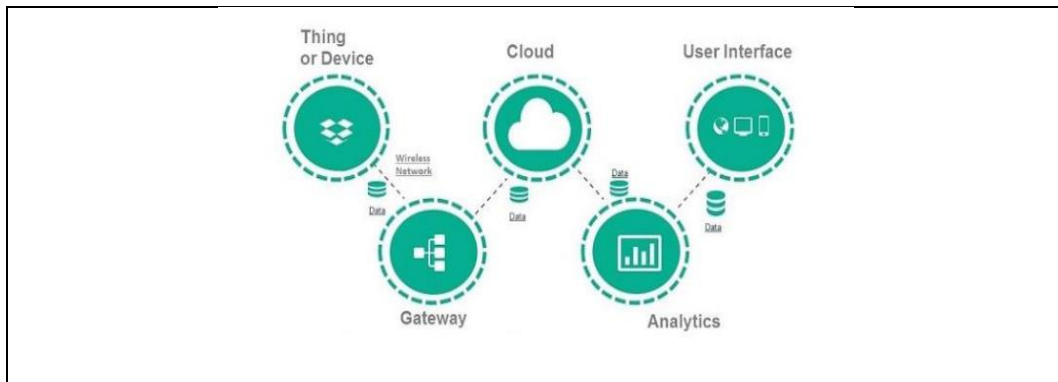 Thing
or Device
Cloud
User Interface
Wireless
Network
Data
Data
Data
Data
Gateway
Analytics